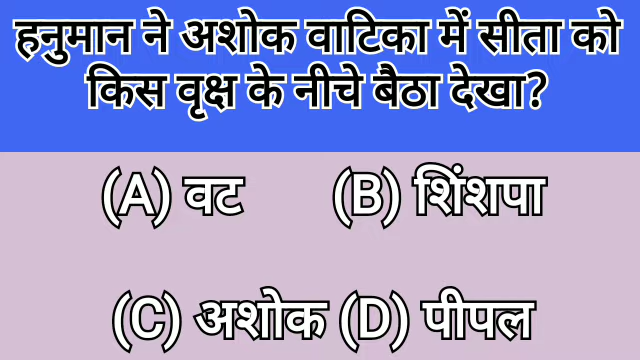 हनुमान ने अशोक वाटिका में सीता को
किस वृक्ष के नीचे बैठा देखा?
(A) वट (B) शिंशपा
(C) अशोक (D) पीपल